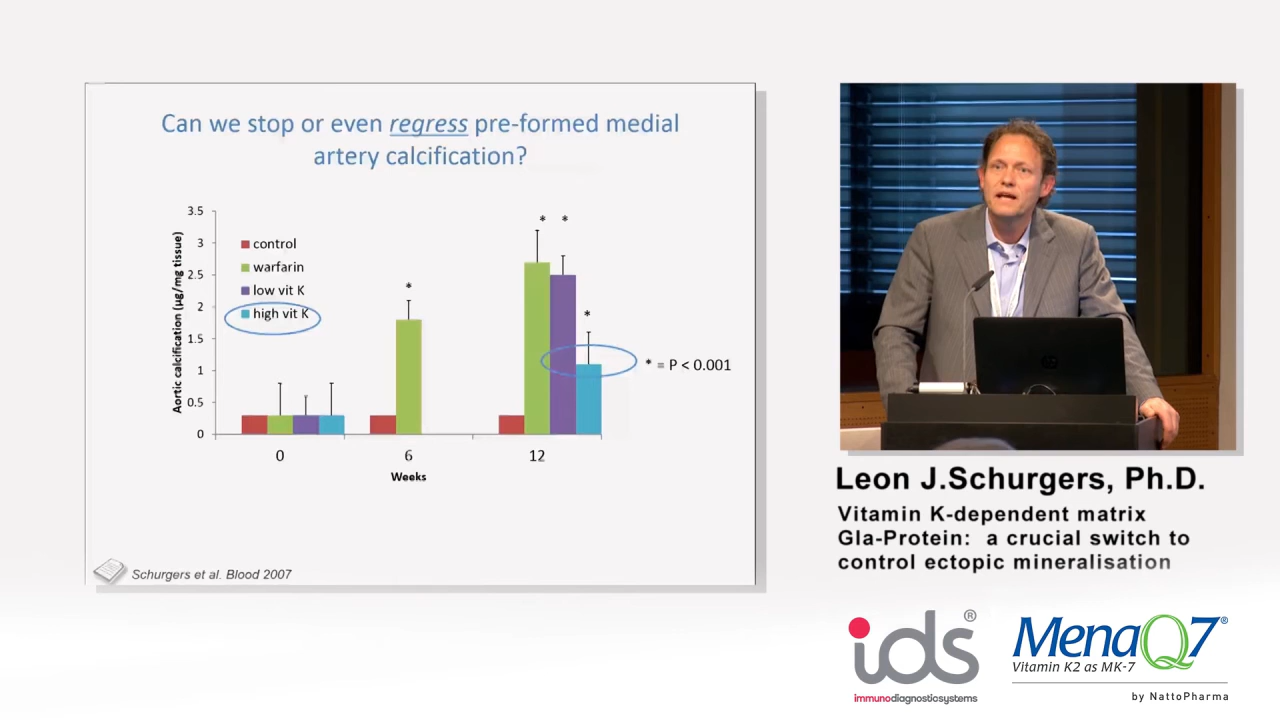 Can we stop or even regress pre-formed medial
artery calcification?
Aortic calcification (µg/mg tissue)
3.5
3
2.5
2
1.5
1
0.5
0
control
warfarin
low vit K
high vit K
*
* *
*
* = P < 0.001
0 6 12
Weeks
Schurgers et al. Blood 2007
Leon J.Schurgers, Ph.D.
Vitamin K-dependent matrix
Gla-Protein: a crucial switch to
control ectopic mineralisation
ids®
immunodiagnosticsystems
MenaQ7®
Vitamin K2 as MK-7
by NattoPharma